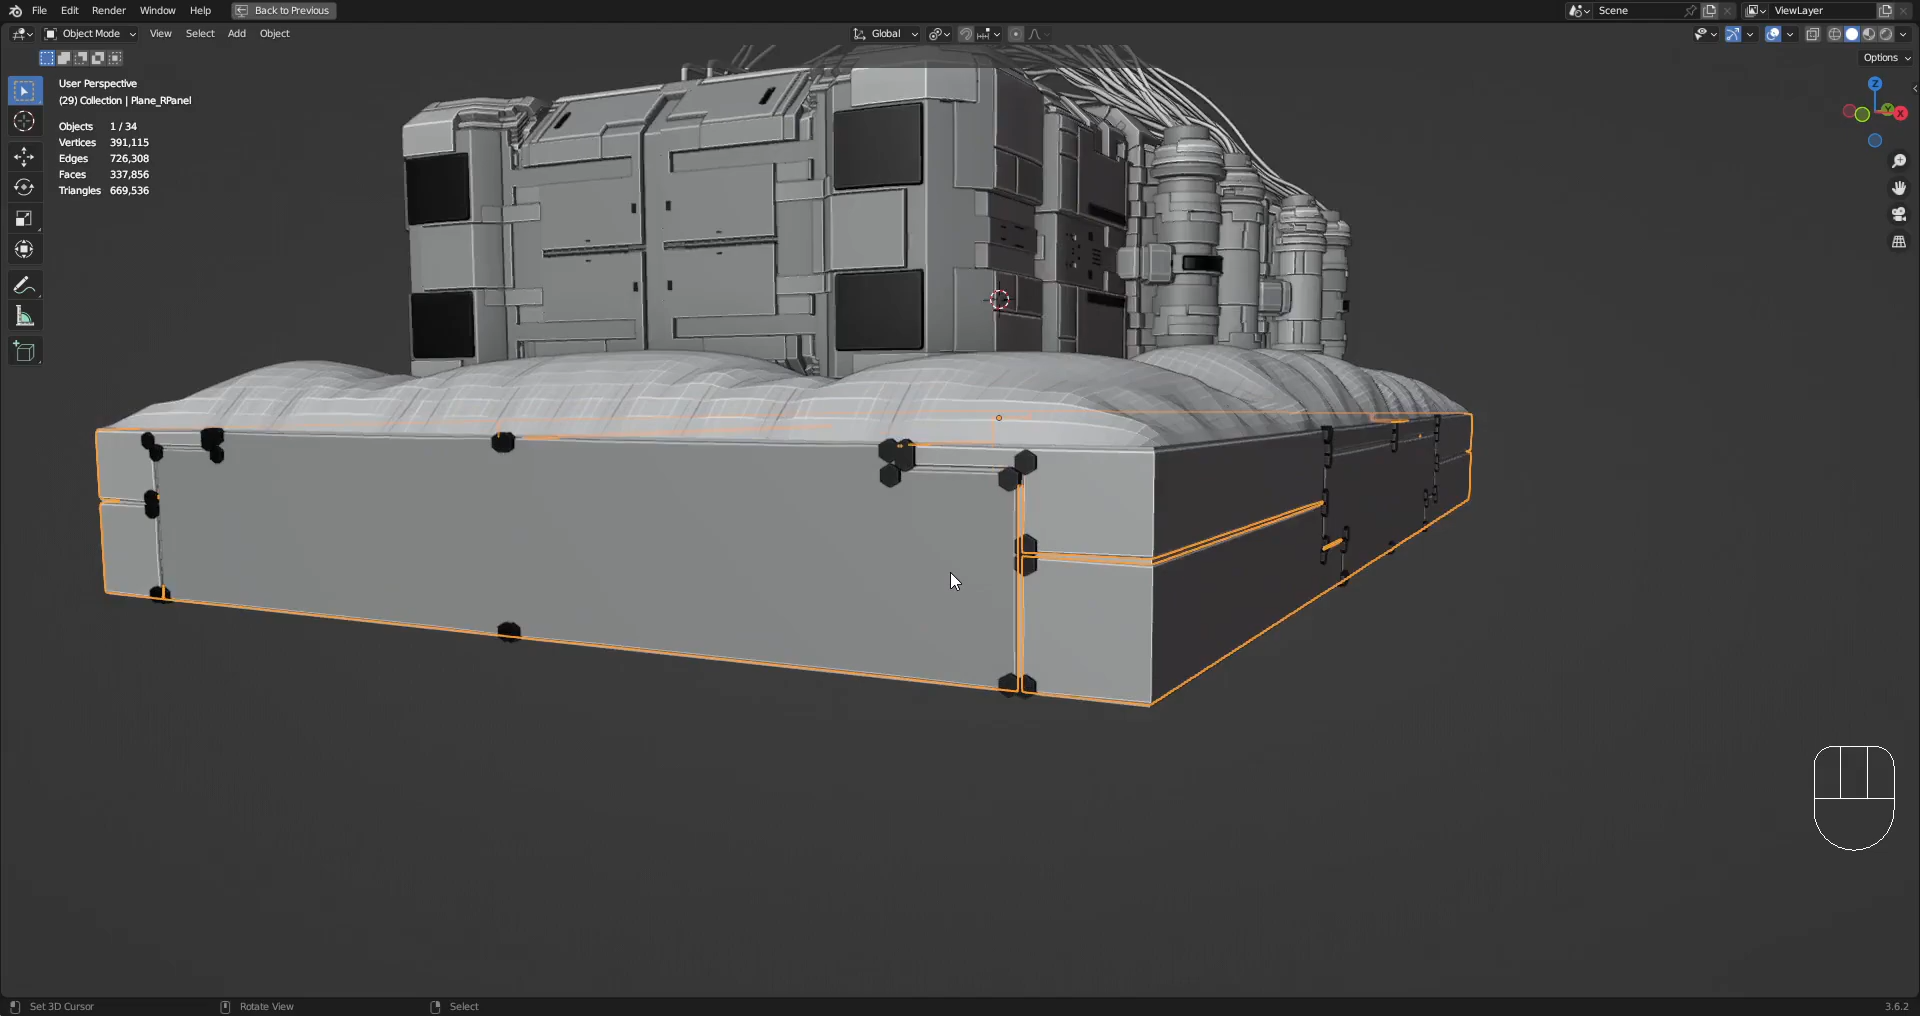 File Edit Render Window Help Back to Previous Scene ViewLayer
Object Mode View Select Add Object Global
Options
User Perspective
(29) Collection | Plane_RPanel
Objects 1 / 34
Vertices 391,115
Edges 726,308
Faces 337,856
Triangles 669,536
Z
Y
X
Set 3D Cursor Rotate View Select 3.6.2